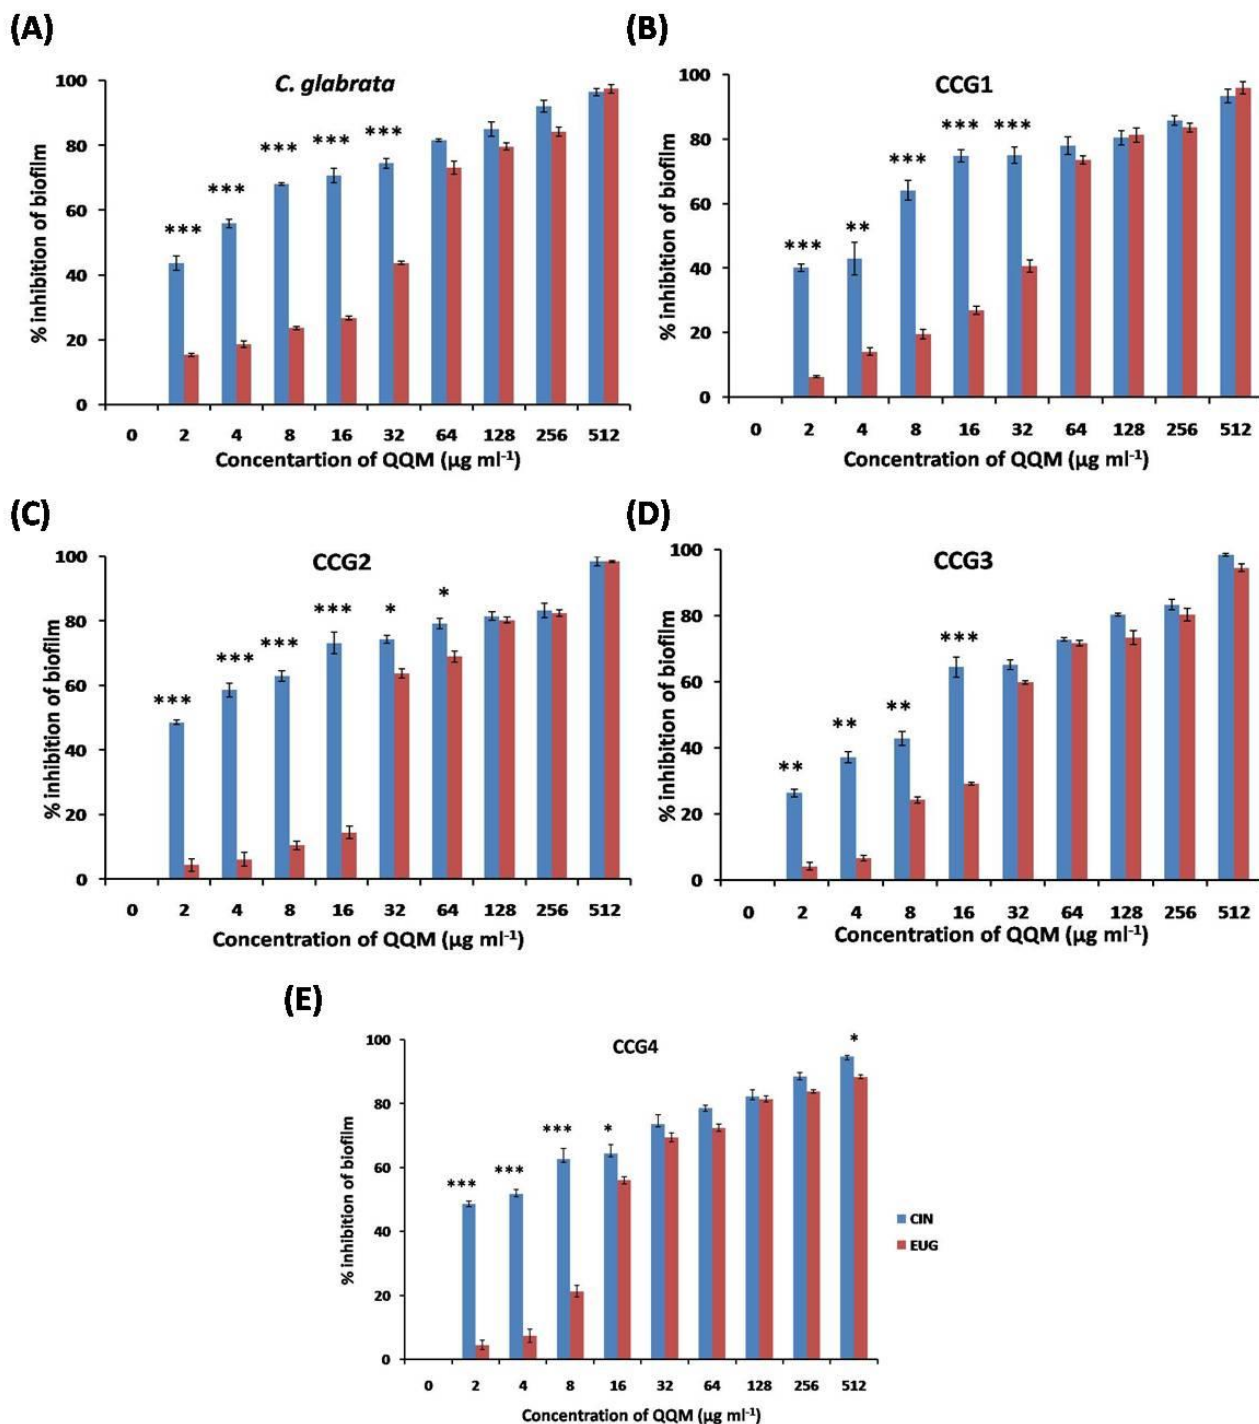 (A)
C. glabrata
100
80
60
40
20
0
% inhibition of biofilm
*** *** *** *** ***
0 2 4 8 16 32 64 128 256 512
Concentartion of QQM (µg ml-1)
(B)
CCG1
100
80
60
40
20
0
% inhibition of biofilm
*** ** *** *** ***
0 2 4 8 16 32 64 128 256 512
Concentration of QQM (µg ml-1)
(C)
CCG2
100
80
60
40
20
0
% inhibition of biofilm
*** *** *** *** * *
0 2 4 8 16 32 64 128 256 512
Concentration of QQM (µg ml-1)
(D)
CCG3
100
80
60
40
20
0
% inhibition of biofilm
** ** ** ***
0 2 4 8 16 32 64 128 256 512
Concentration of QQM (µg ml-1)
(E)
CCG4
100
80
60
40
20
0
% inhibition of biofilm
*** *** *** * *
0 2 4 8 16 32 64 128 256 512
Concentration of QQM (µg ml-1)
CIN
EUG